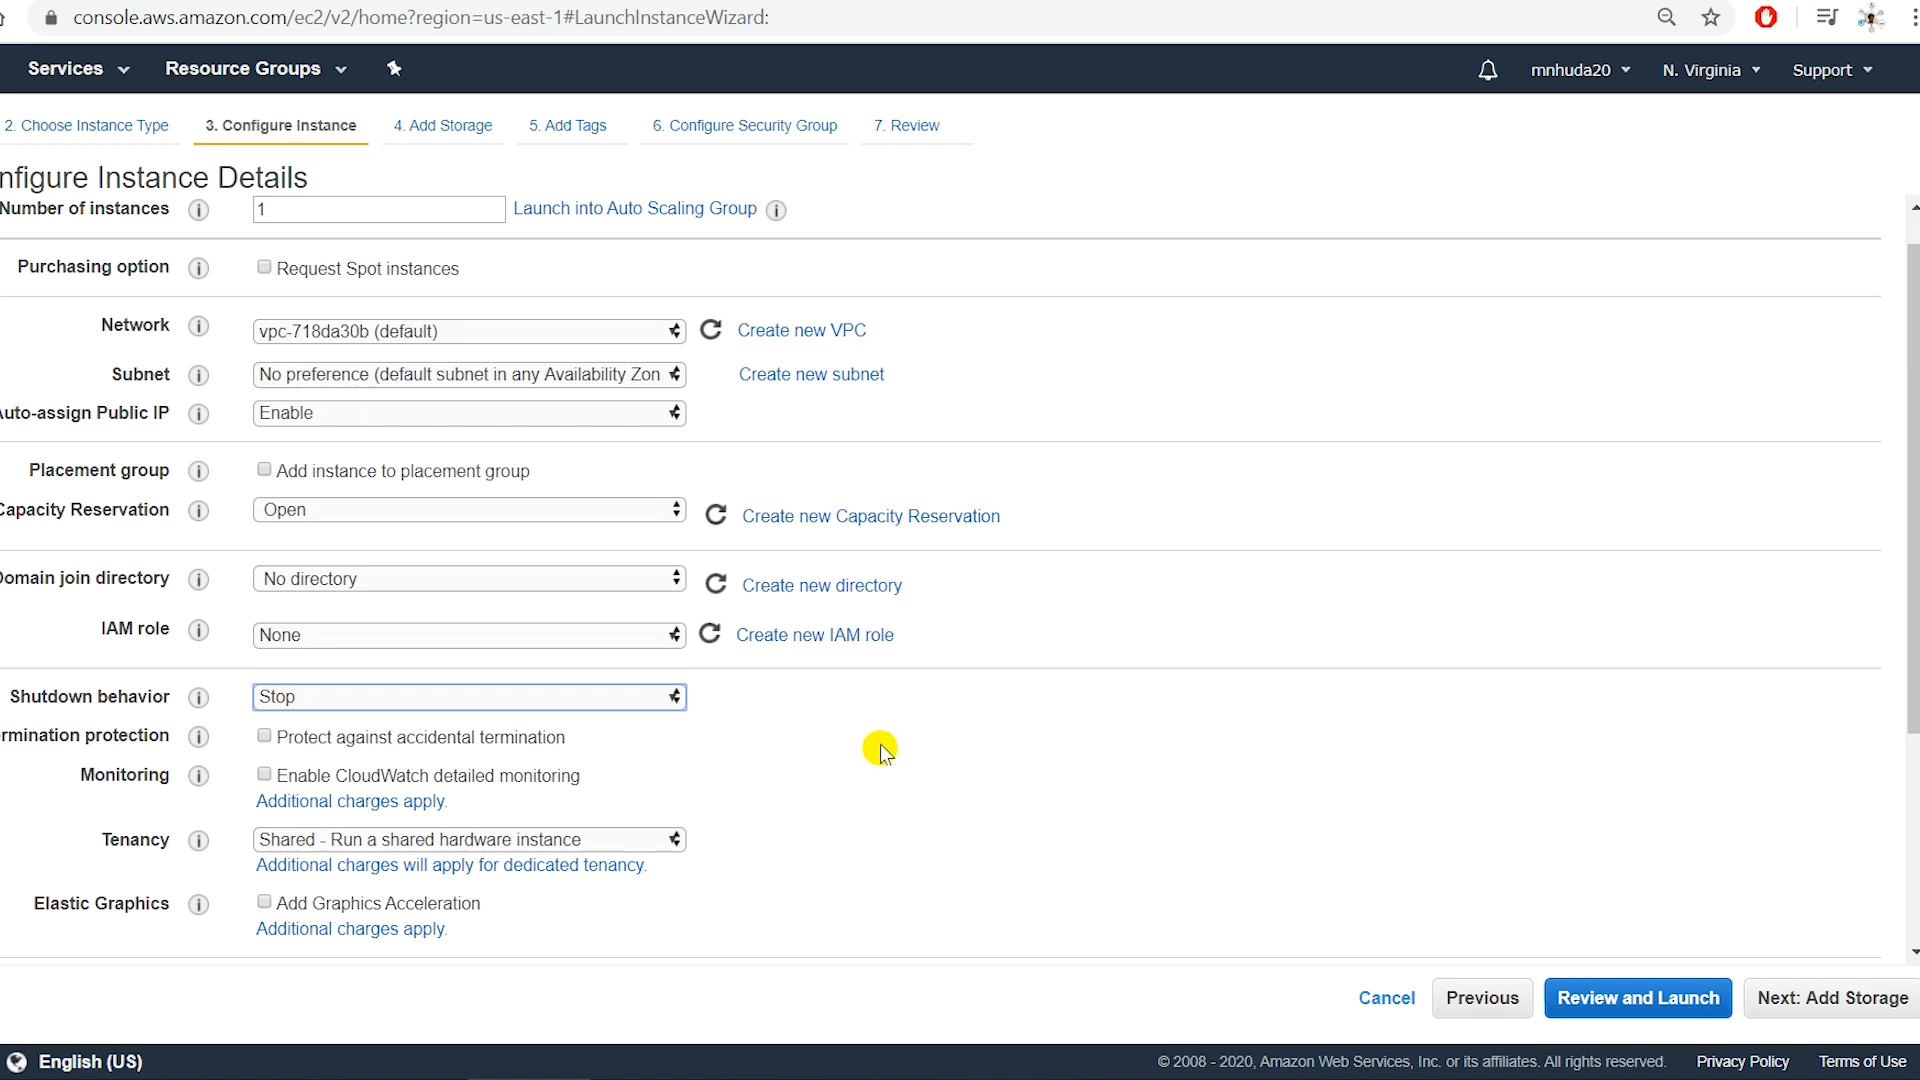 console.aws.amazon.com/ec2/v2/home?region=us-east-1#LaunchInstanceWizard:
Services Resource Groups mnhuda20 N. Virginia Support
2. Choose Instance Type 3. Configure Instance 4. Add Storage 5. Add Tags 6. Configure Security Group 7. Review
nfigure Instance Details
Number of instances 1 Launch into Auto Scaling Group
Purchasing option Request Spot instances
Network vpc-718da30b (default) Create new VPC
Subnet No preference (default subnet in any Availability Zon Create new subnet
Auto-assign Public IP Enable
Placement group Add instance to placement group
Capacity Reservation Open Create new Capacity Reservation
Domain join directory No directory Create new directory
IAM role None Create new IAM role
Shutdown behavior Stop
rmination protection Protect against accidental termination
Monitoring Enable CloudWatch detailed monitoring
Additional charges apply.
Tenancy Shared - Run a shared hardware instance
Additional charges will apply for dedicated tenancy.
Elastic Graphics Add Graphics Acceleration
Additional charges apply.
Cancel Previous Review and Launch Next: Add Storage
English (US) © 2008 - 2020, Amazon Web Services, Inc. or its affiliates. All rights reserved. Privacy Policy Terms of Use